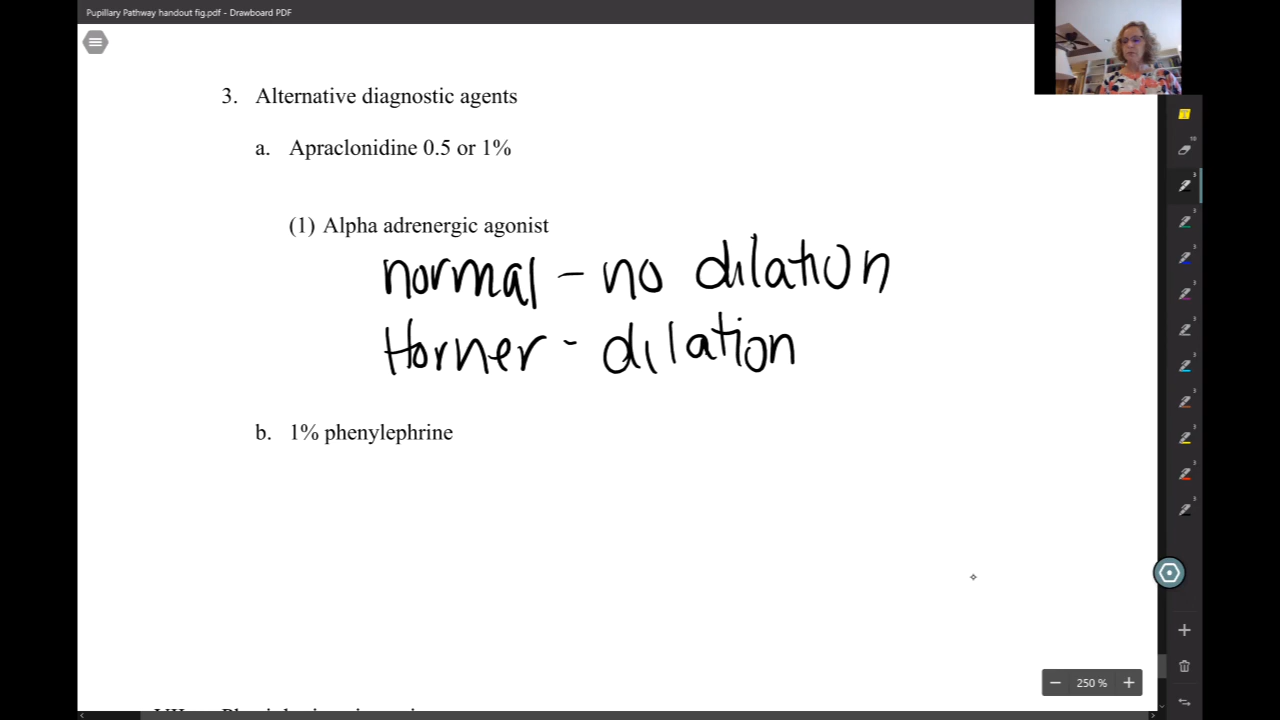 Pupillary Pathway handout fig.pdf - Drawboard PDF
3. Alternative diagnostic agents
a. Apraclonidine 0.5 or 1%
(1) Alpha adrenergic agonist
normal - no dilation
Horner - dilation
b. 1% phenylephrine
250 %